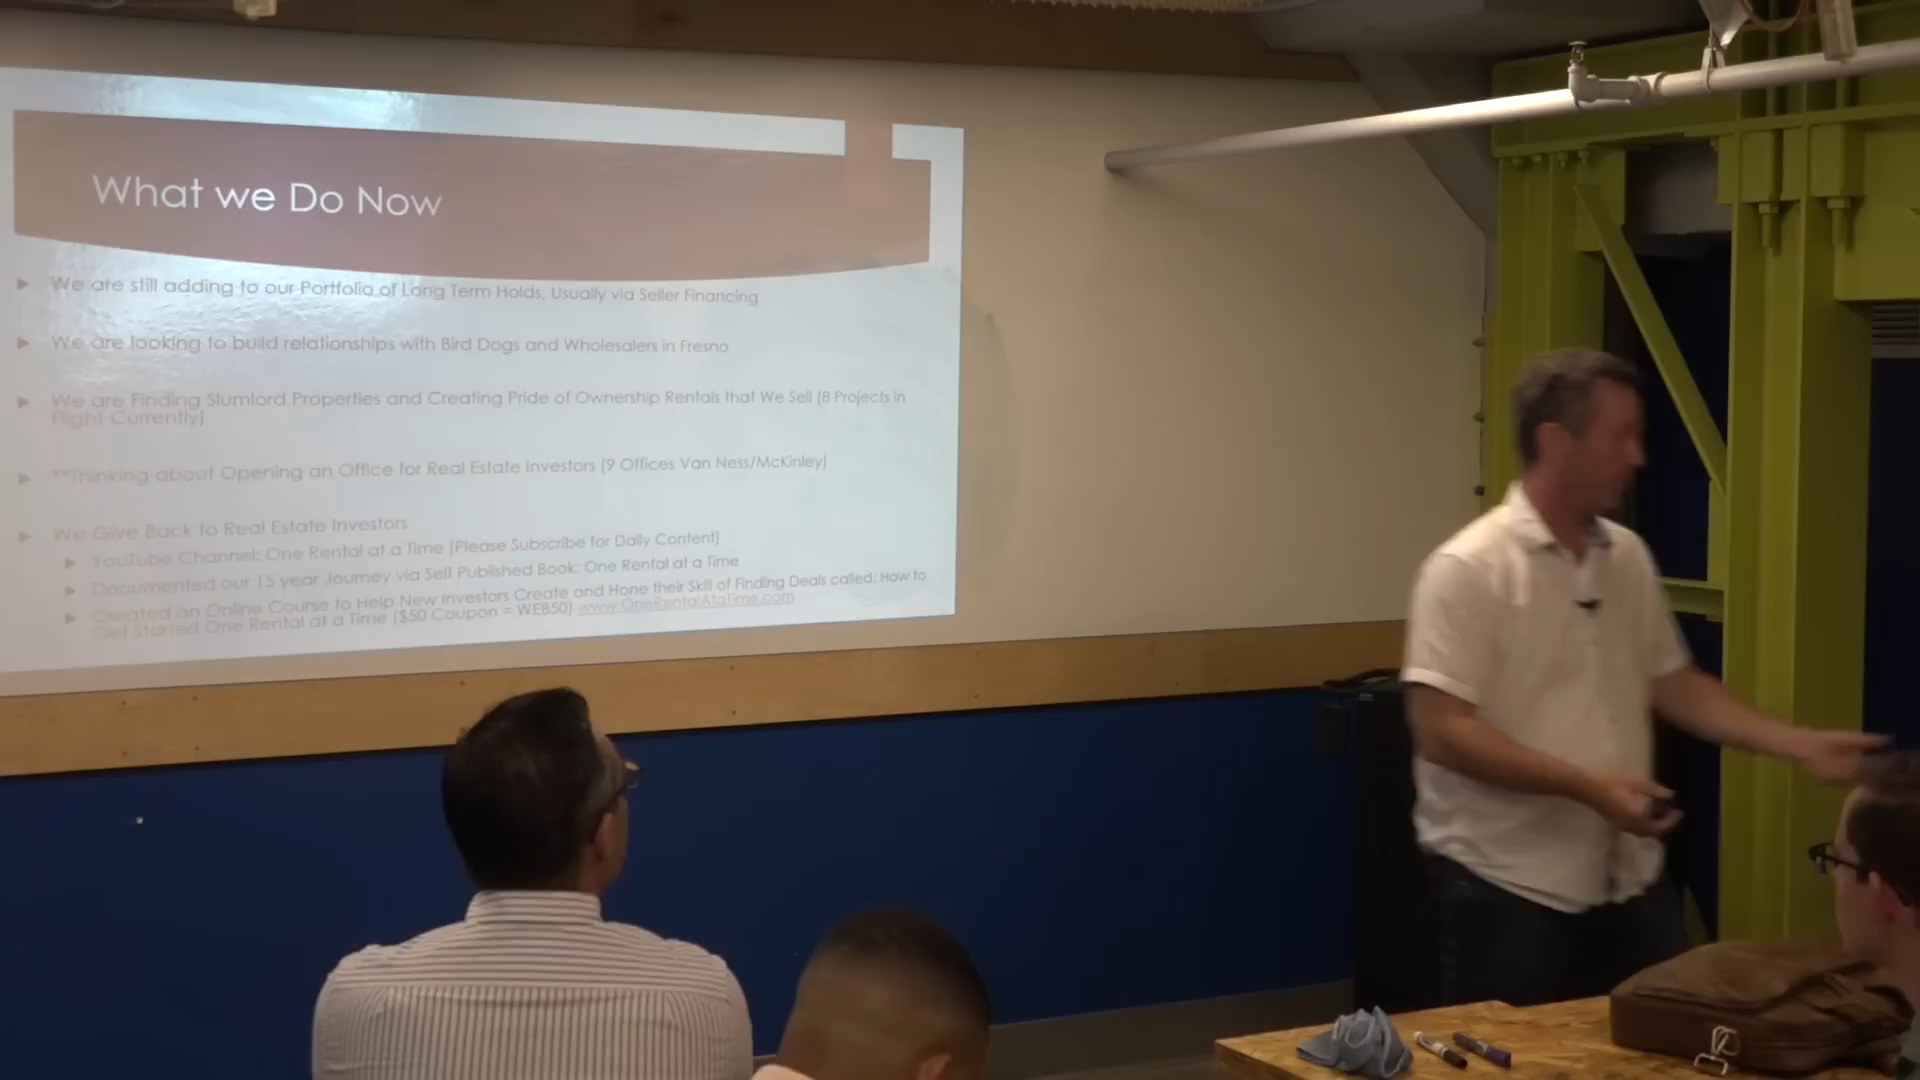 What we Do Now
We are still adding to our Portfolio of Long Term Holds, Usually via Seller Financing
We are looking to build relationships with Bird Dogs and Wholesalers in Fresno
We are Finding Slumlord Properties and Creating Pride of Ownership Rentals that We Sell (8 Projects in
Flight Currently)
**Thinking about Opening an Office for Real Estate Investors (9 Offices Van Ness/McKinley)
We Give Back to Real Estate Investors
YouTube Channel: One Rental at a Time (Please Subscribe for Daily Content)
Documented our 15 year Journey via Self Published Book: One Rental at a Time
Created an Online Course to Help New Investors Create and Hone their Skill of Finding Deals called: How to
Get Started One Rental at a Time ($50 Coupon = WEB50) www.OneRentalAtaTime.com